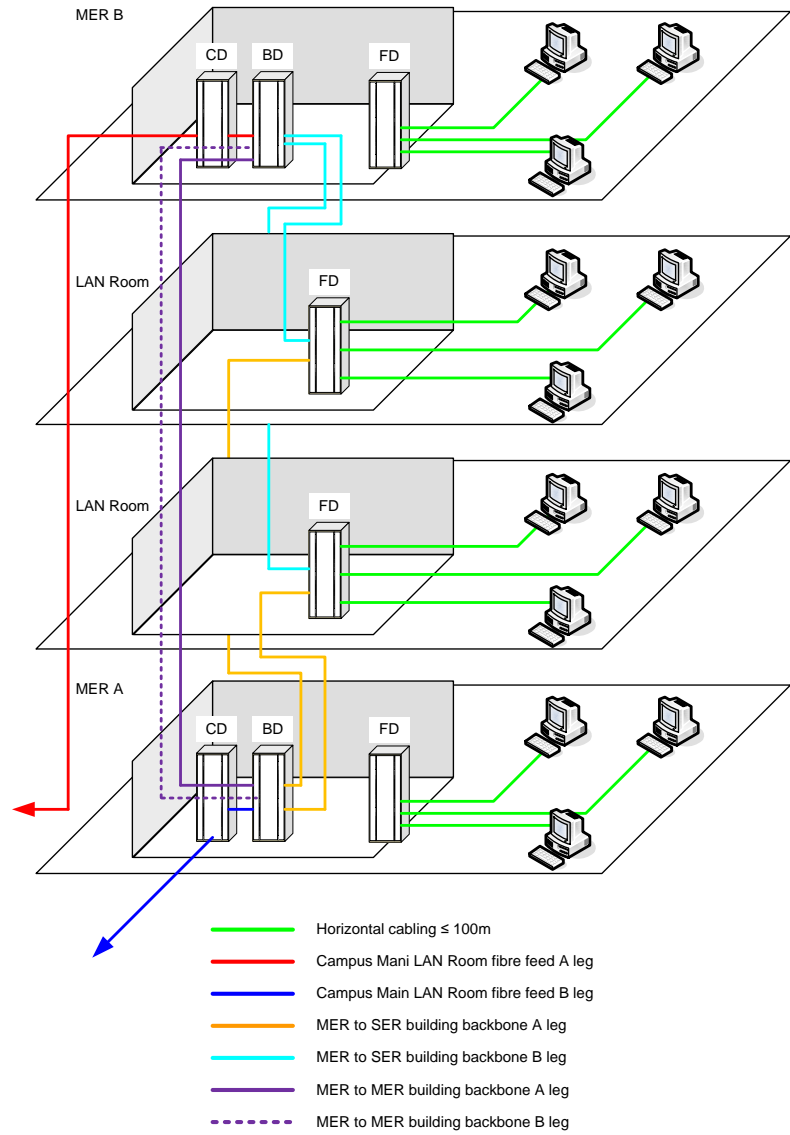 MER B
CD
BD
FD
LAN Room
FD
LAN Room
FD
MER A
CD
BD
FD
Horizontal cabling ≤ 100m
Campus Mani LAN Room fibre feed A leg
Campus Main LAN Room fibre feed B leg
MER to SER building backbone A leg
MER to SER building backbone B leg
MER to MER building backbone A leg
MER to MER building backbone B leg